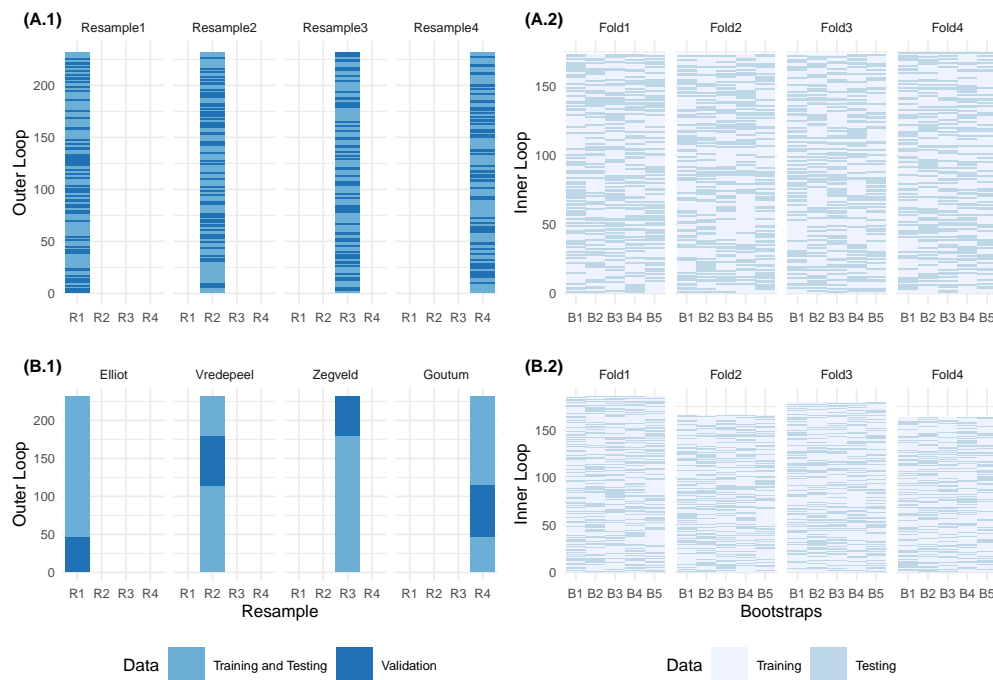 (A.1)
Resample1 Resample2 Resample3 Resample4
Outer Loop
200
150
100
50
0
R1 R2 R3 R4 R1 R2 R3 R4 R1 R2 R3 R4 R1 R2 R3 R4
(A.2)
Fold1 Fold2 Fold3 Fold4
Inner Loop
150
100
50
0
B1 B2 B3 B4 B5 B1 B2 B3 B4 B5 B1 B2 B3 B4 B5 B1 B2 B3 B4 B5
(B.1)
Elliot Vredepeel Zegveld Goutum
Outer Loop
200
150
100
50
0
R1 R2 R3 R4 R1 R2 R3 R4 R1 R2 R3 R4 R1 R2 R3 R4
Resample
(B.2)
Fold1 Fold2 Fold3 Fold4
Inner Loop
150
100
50
0
B1 B2 B3 B4 B5 B1 B2 B3 B4 B5 B1 B2 B3 B4 B5 B1 B2 B3 B4 B5
Bootstraps
Data Training and Testing Validation
Data Training Testing